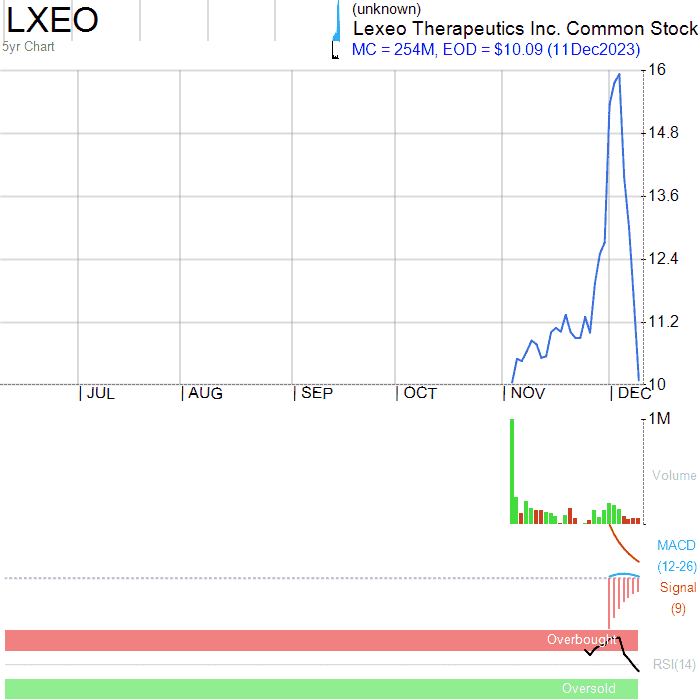 LXEO
(unknown)
Lexeo Therapeutics Inc. Common Stock
5yr Chart
MC = 254M, EOD = $10.09 (11Dec2023)
16
14.8
13.6
12.4
11.2
10
JUL
AUG
SEP
OCT
NOV
DEC
1M
Volume
MACD
(12-26)
Signal
(9)
Overbought
RSI(14)
Oversold